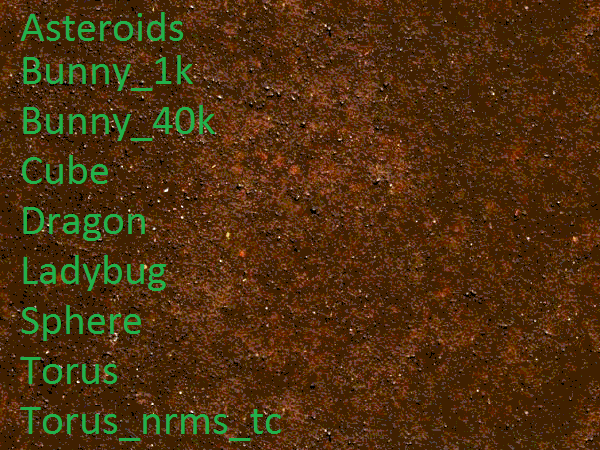 Asteroids
Bunny_1k
Bunny_40k
Cube
Dragon
Ladybug
Sphere
Torus
Torus_nrms_tc